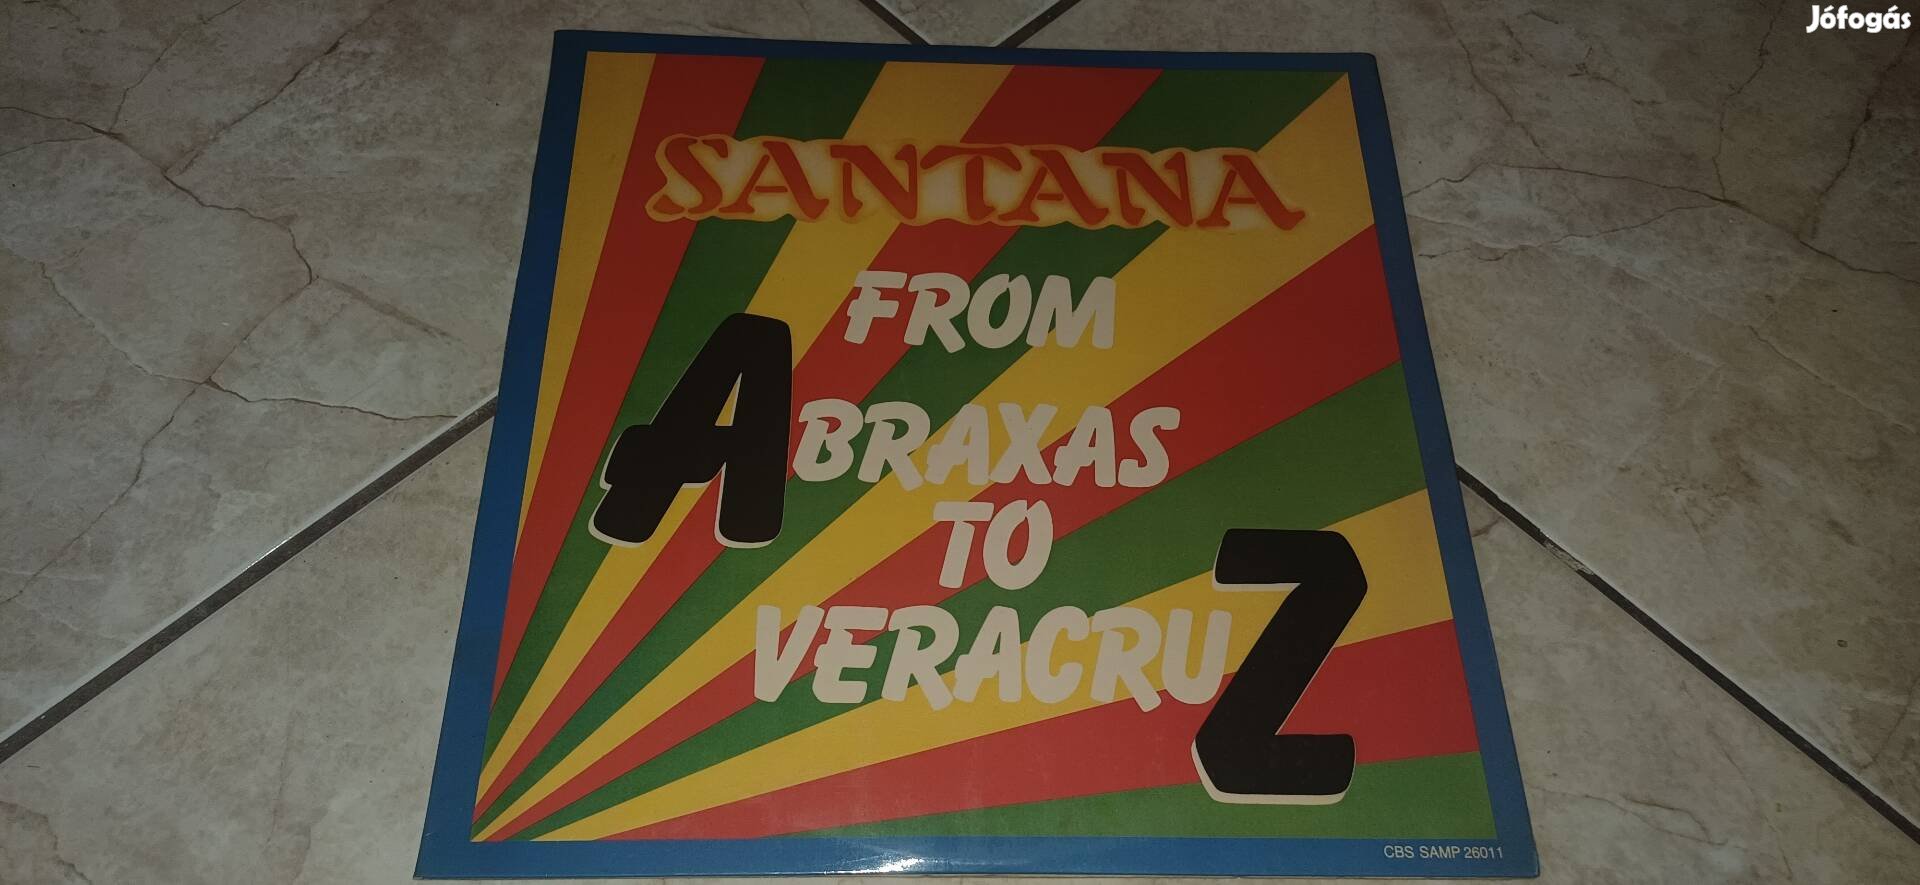 Jófogás
SANTANA
FROM
ABRAXAS
TO
VERACRUZ
CBS SAMP 26011